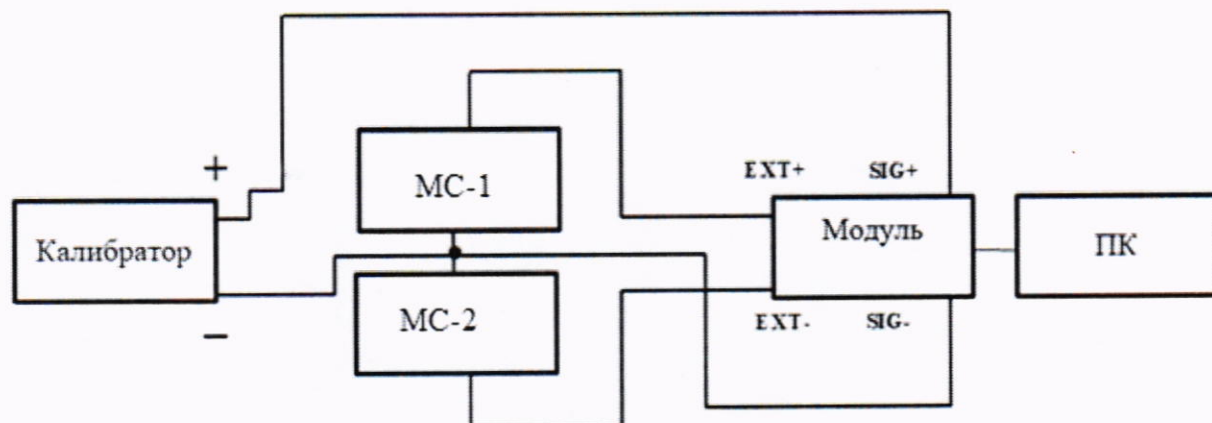 +
МС-1
EXT+ SIG+
Калибратор
Модуль
ПК
МС-2
−
EXT- SIG-